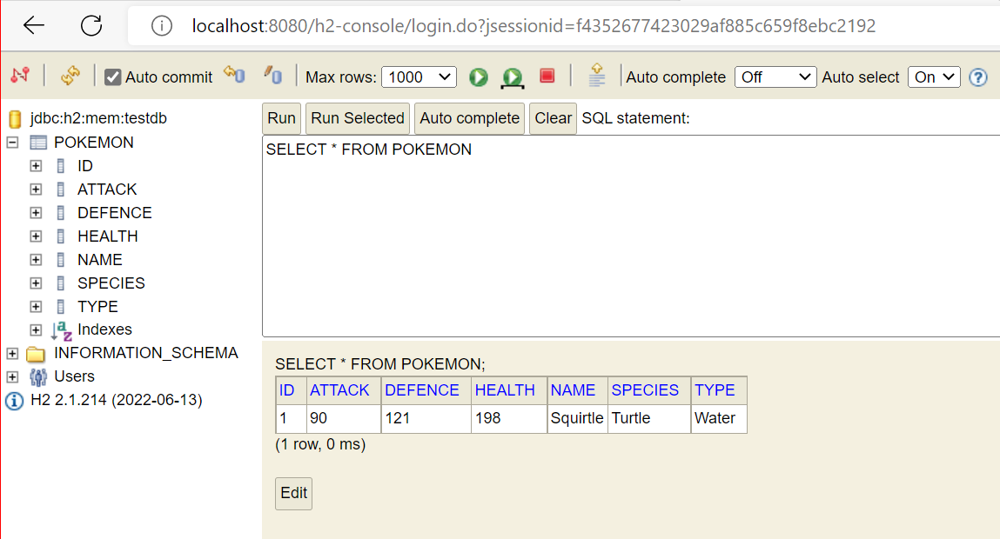 localhost:8080/h2-console/login.do?jsessionid=f4352677423029af885c659f8ebc2192
Auto commit Max rows: 1000 Auto complete Off Auto select On
jdbc:h2:mem:testdb
POKEMON
ID
ATTACK
DEFENCE
HEALTH
NAME
SPECIES
TYPE
Indexes
INFORMATION_SCHEMA
Users
H2 2.1.214 (2022-06-13)
Run Run Selected Auto complete Clear SQL statement:
SELECT * FROM POKEMON
SELECT * FROM POKEMON;
ID ATTACK DEFENCE HEALTH NAME SPECIES TYPE
1 90 121 198 Squirtle Turtle Water
(1 row, 0 ms)
Edit